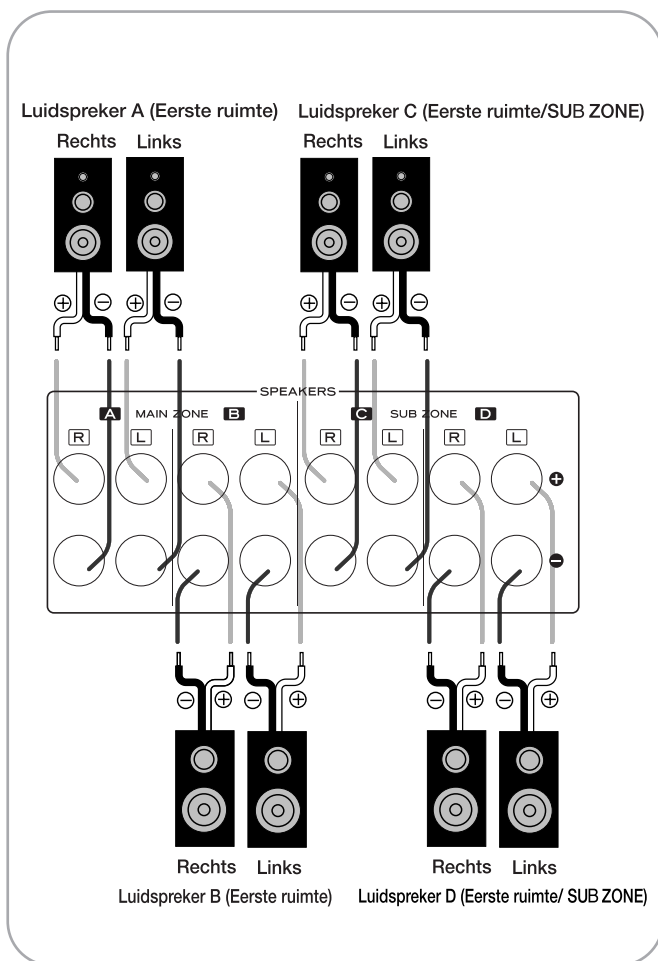 Luidspreker A (Eerste ruimte) Luidspreker C (Eerste ruimte/SUB ZONE)
Rechts Links Rechts Links
+ − + − + − + −
SPEAKERS
A MAIN ZONE B C SUB ZONE D
R L R L R L R L
+
−
− + − + − + − +
Rechts Links Rechts Links
Luidspreker B (Eerste ruimte) Luidspreker D (Eerste ruimte/ SUB ZONE)